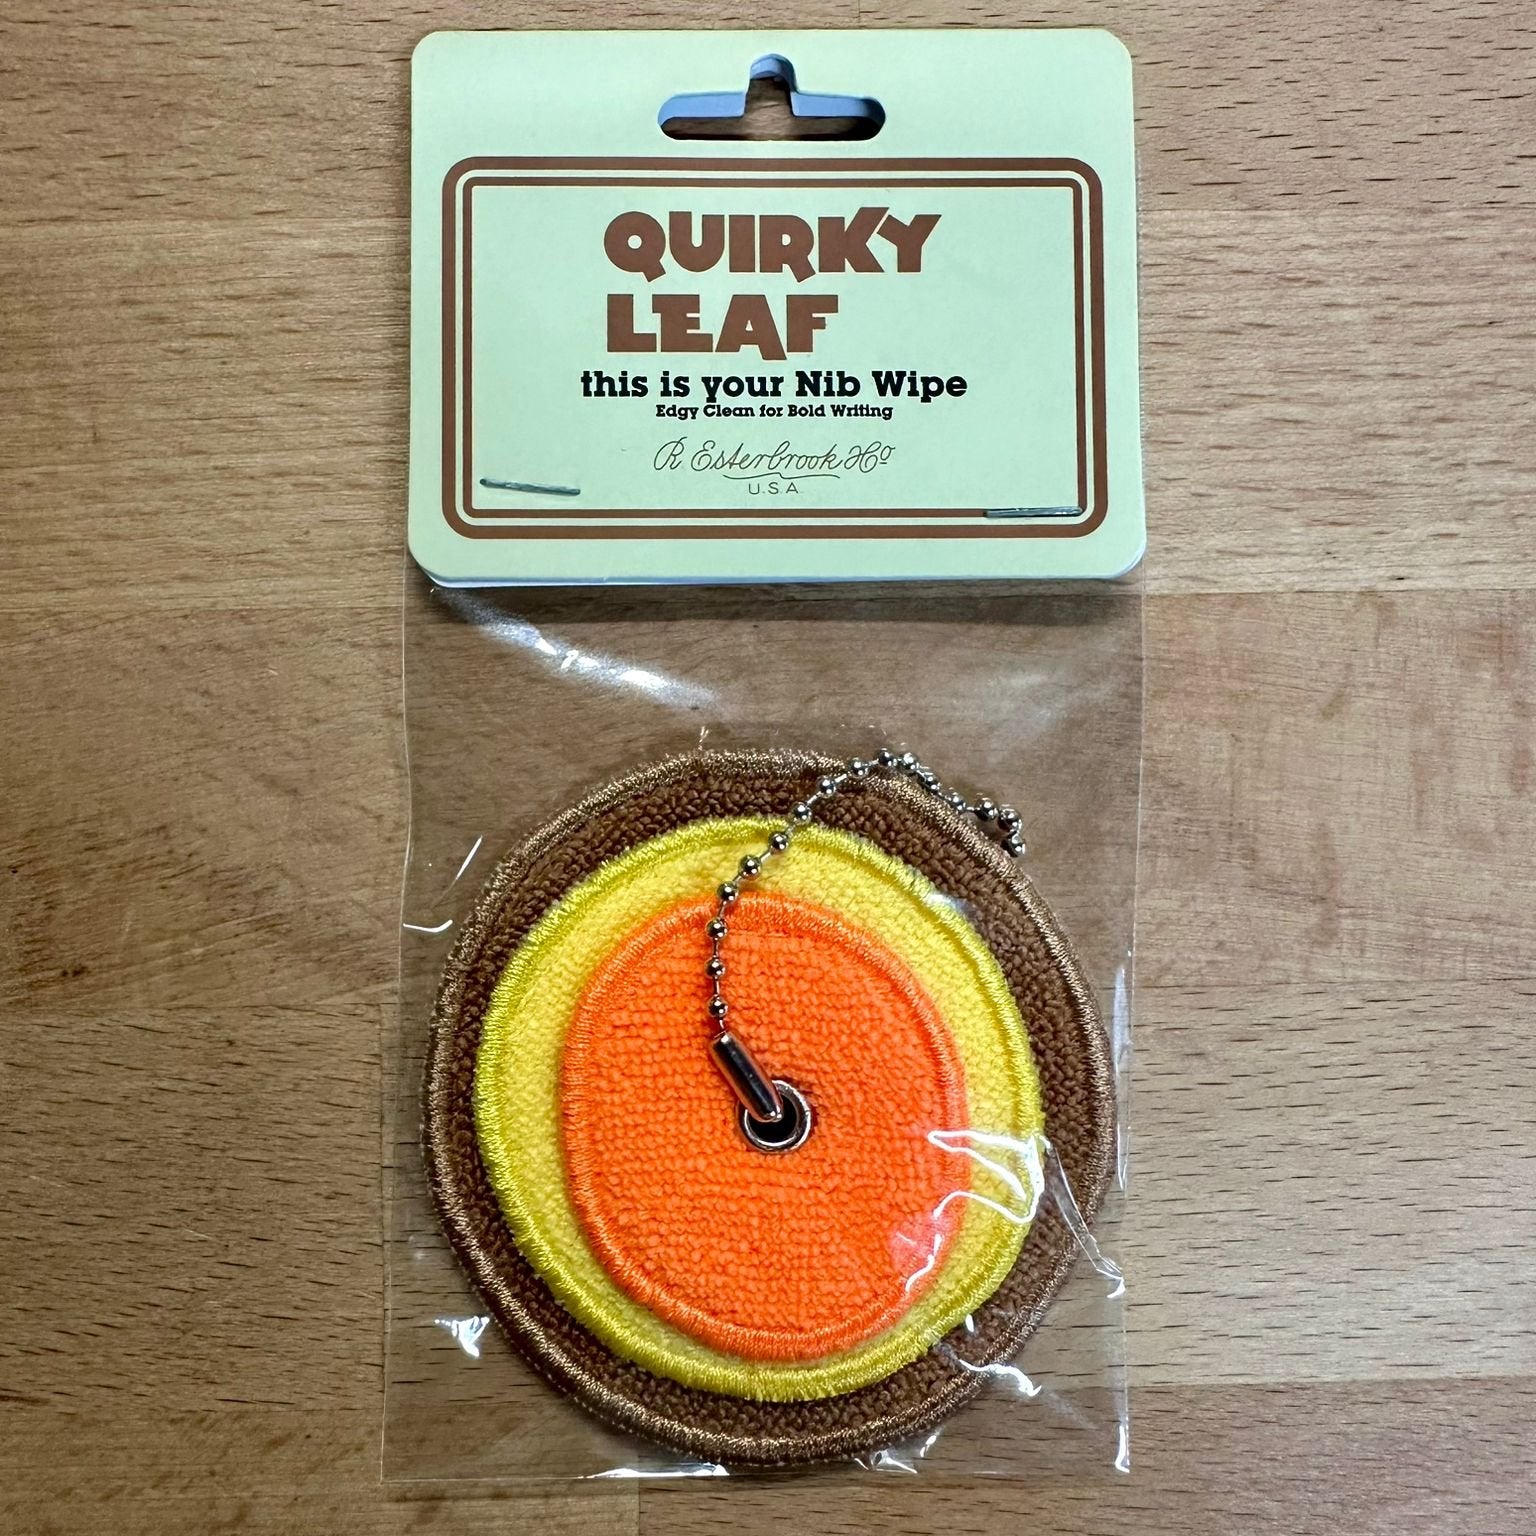 QUIRKY
LEAF
this is your Nib Wipe
Edgy Clean for Bold Writing
R. Esterbrook & Co
U.S.A.